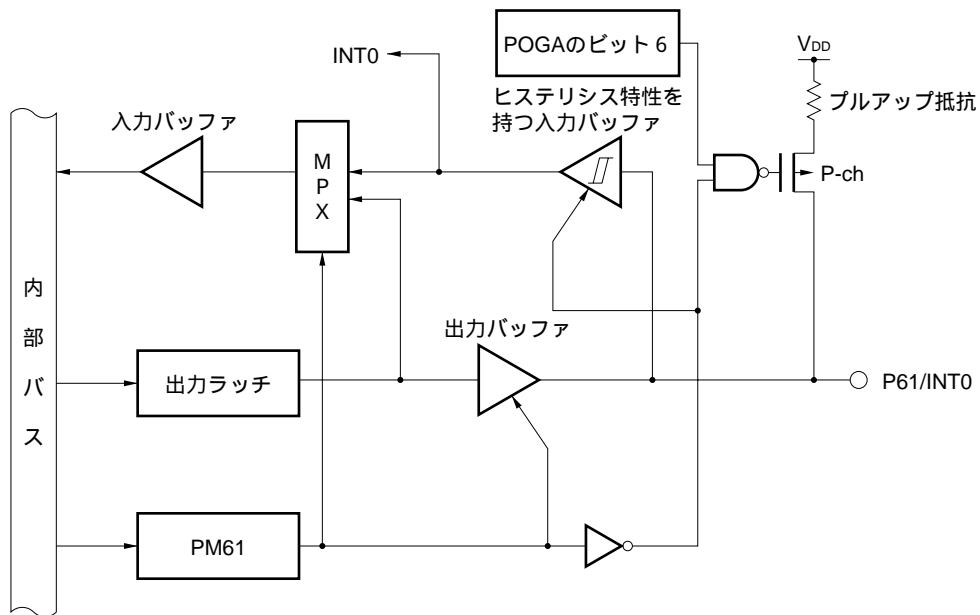 POGAのビット 6
VDD
INT0
ヒステリシス特性を
持つ入力バッファ
プルアップ抵抗
入力バッファ
MPX
P-ch
内部バス
出力バッファ
出力ラッチ
P61/INT0
PM61